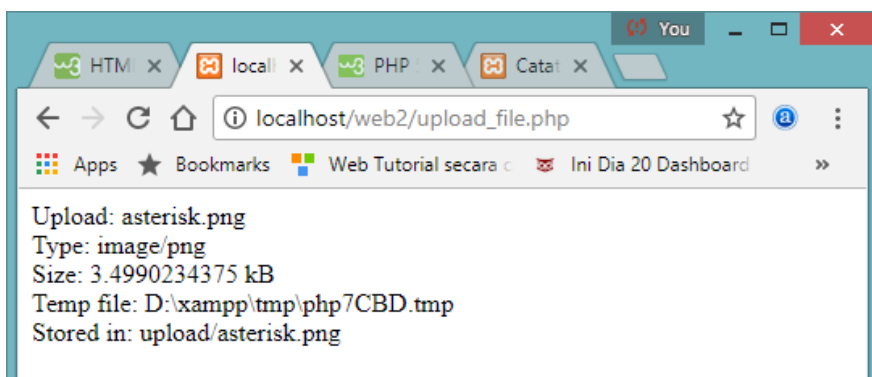 You
HTM
local
PHP
Catat
localhost/web2/upload_file.php
Apps Bookmarks Web Tutorial secara Ini Dia 20 Dashboard »
Upload: asterisk.png
Type: image/png
Size: 3.4990234375 kB
Temp file: D:\xampp\tmp\php7CBD.tmp
Stored in: upload/asterisk.png